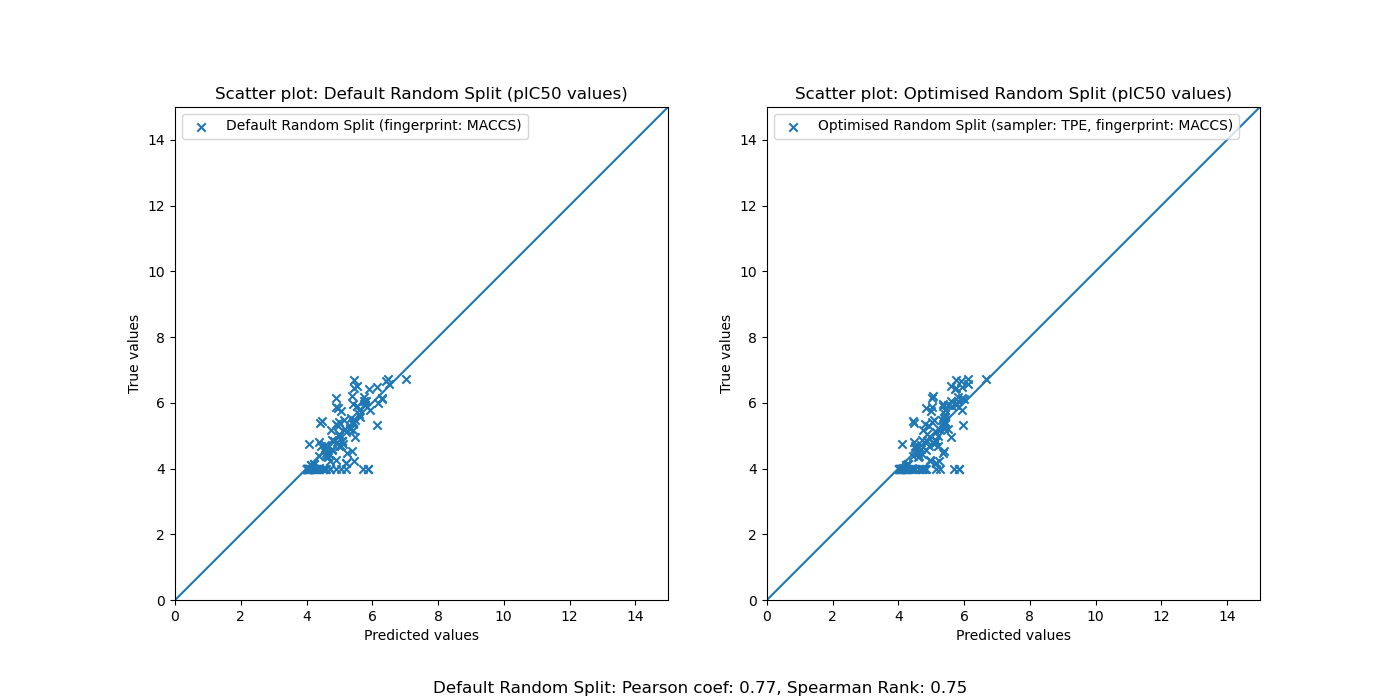 Scatter plot: Default Random Split (pIC50 values)
Default Random Split (fingerprint: MACCS)
14
12
10
8
6
4
2
0
True values
0 2 4 6 8 10 12 14
Predicted values
Scatter plot: Optimised Random Split (pIC50 values)
Optimised Random Split (sampler: TPE, fingerprint: MACCS)
14
12
10
8
6
4
2
0
True values
0 2 4 6 8 10 12 14
Predicted values
Default Random Split: Pearson coef: 0.77, Spearman Rank: 0.75